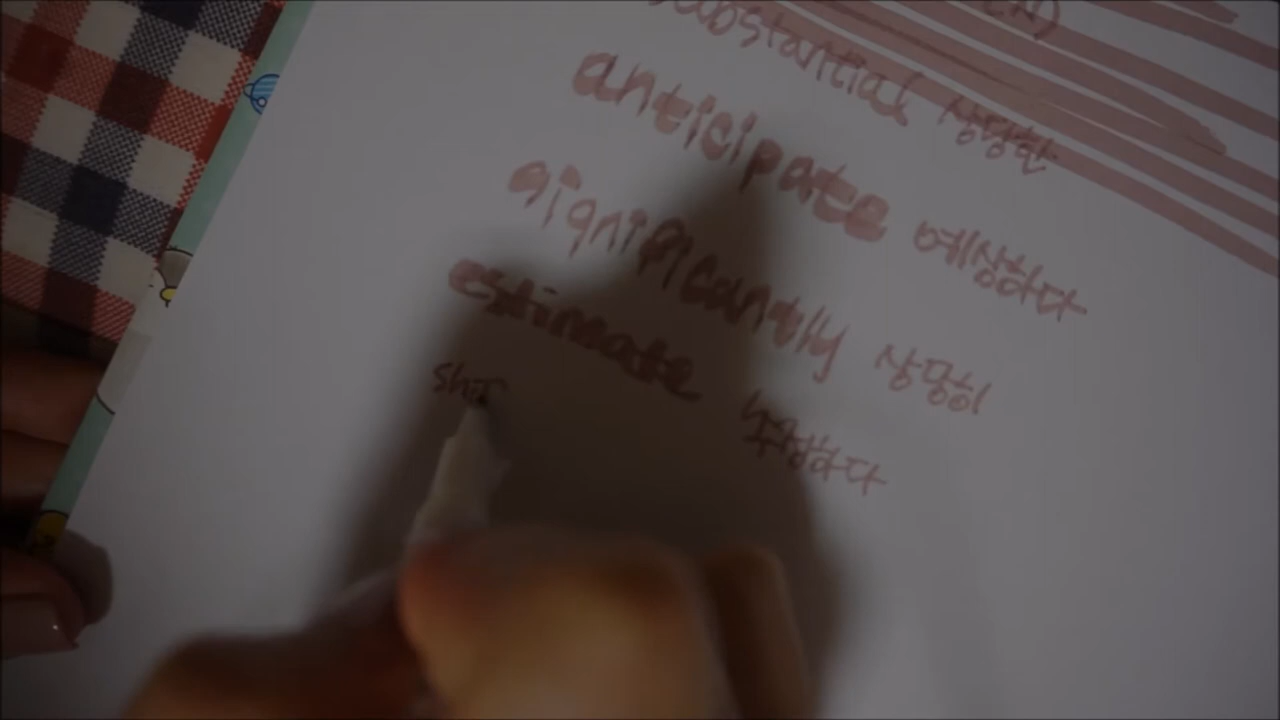 substantial 상당한
anticipate 예상하다
significantly 상당히
estimate 추정하다